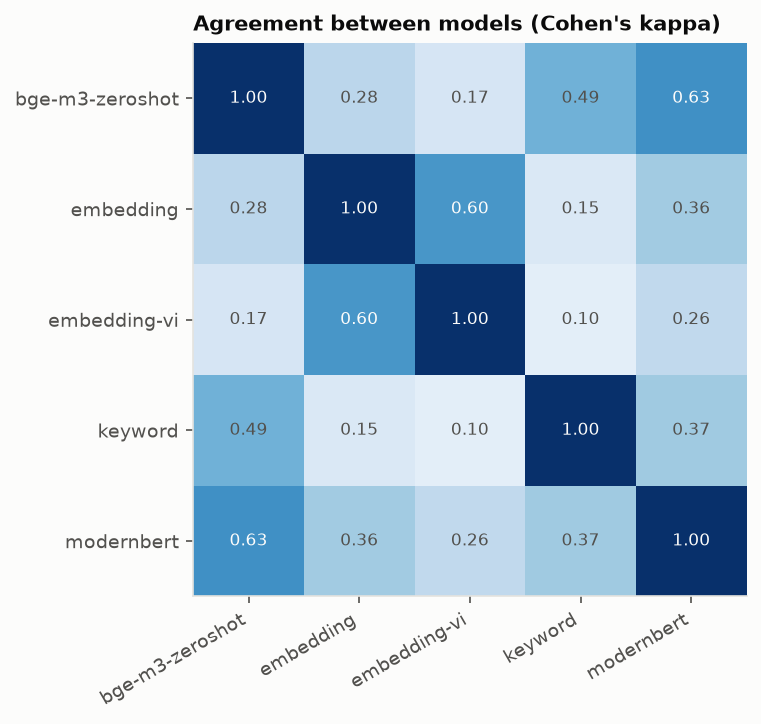 Agreement between models (Cohen's kappa)
bge-m3-zeroshot 1.00 0.28 0.17 0.49 0.63
embedding 0.28 1.00 0.60 0.15 0.36
embedding-vi 0.17 0.60 1.00 0.10 0.26
keyword 0.49 0.15 0.10 1.00 0.37
modernbert 0.63 0.36 0.26 0.37 1.00
bge-m3-zeroshot embedding embedding-vi keyword modernbert